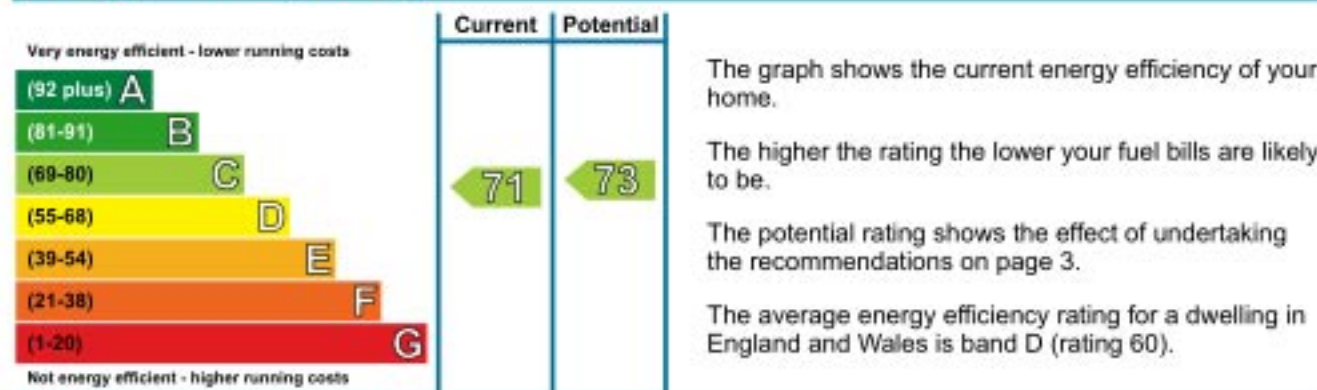 Current Potential
Very energy efficient - lower running costs
(92 plus) A
(81-91) B
(69-80) C
(55-68) D
(39-54) E
(21-38) F
(1-20) G
Not energy efficient - higher running costs
71
73
The graph shows the current energy efficiency of your
home.
The higher the rating the lower your fuel bills are likely
to be.
The potential rating shows the effect of undertaking
the recommendations on page 3.
The average energy efficiency rating for a dwelling in
England and Wales is band D (rating 60).